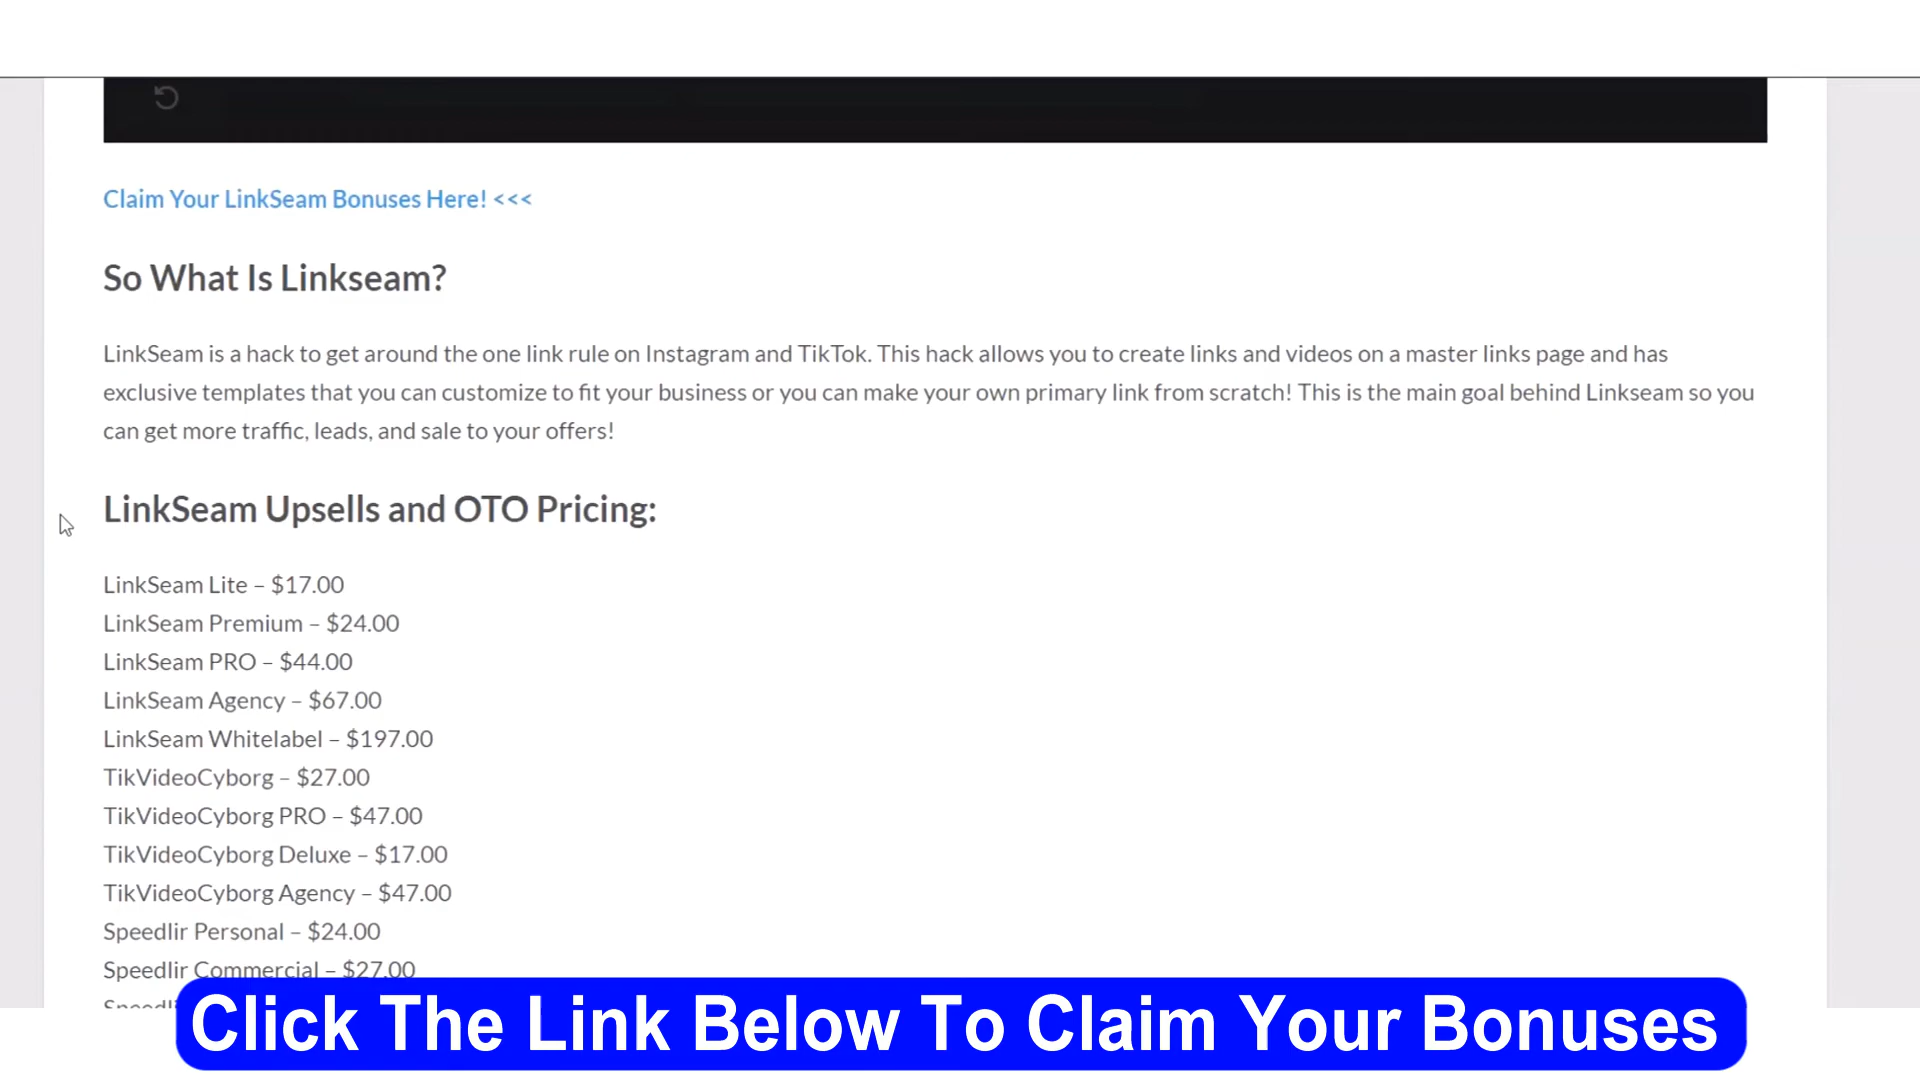 Claim Your LinkSeam Bonuses Here! <<<
So What Is Linkseam?
LinkSeam is a hack to get around the one link rule on Instagram and TikTok. This hack allows you to create links and videos on a master links page and has
exclusive templates that you can customize to fit your business or you can make your own primary link from scratch! This is the main goal behind Linkseam so you
can get more traffic, leads, and sale to your offers!
LinkSeam Upsells and OTO Pricing:
LinkSeam Lite – $17.00
LinkSeam Premium – $24.00
LinkSeam PRO – $44.00
LinkSeam Agency – $67.00
LinkSeam Whitelabel – $197.00
TikVideoCyborg – $27.00
TikVideoCyborg PRO – $47.00
TikVideoCyborg Deluxe – $17.00
TikVideoCyborg Agency – $47.00
Speedlir Personal – $24.00
Speedlir Commercial – $27.00
Click The Link Below To Claim Your Bonuses